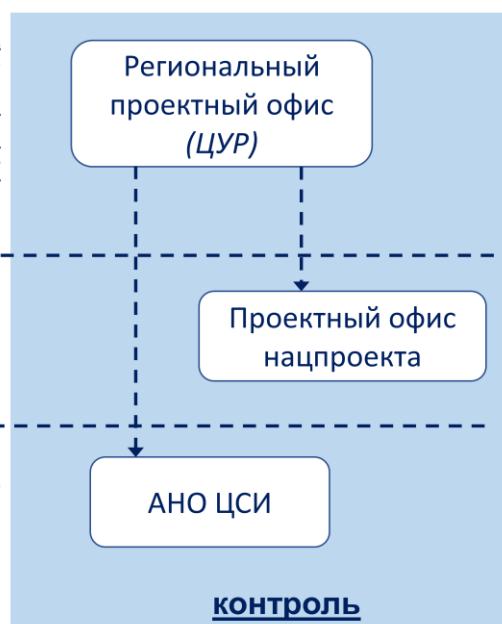 Региональный
проектный офис
(ЦУР)
Проектный офис
нацпроекта
АНО ЦСИ
контроль